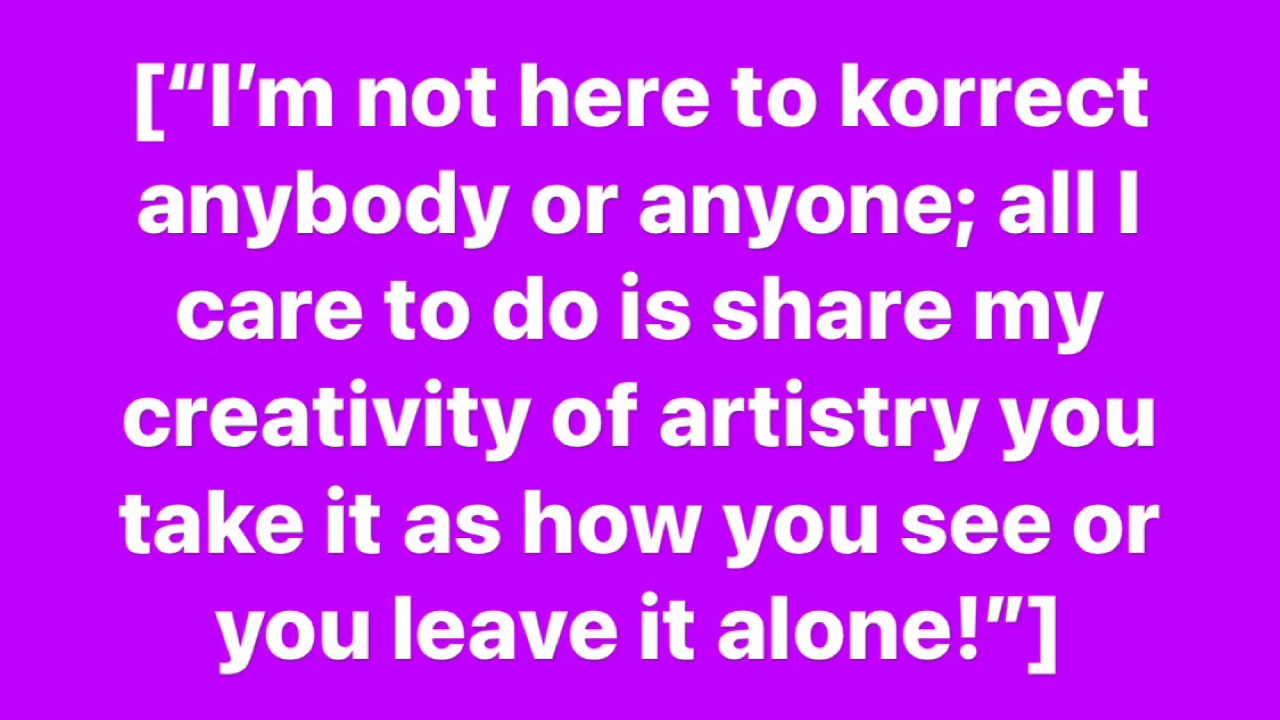 [“I’m not here to korrect
anybody or anyone; all I
care to do is share my
creativity of artistry you
take it as how you see or
you leave it alone!”]